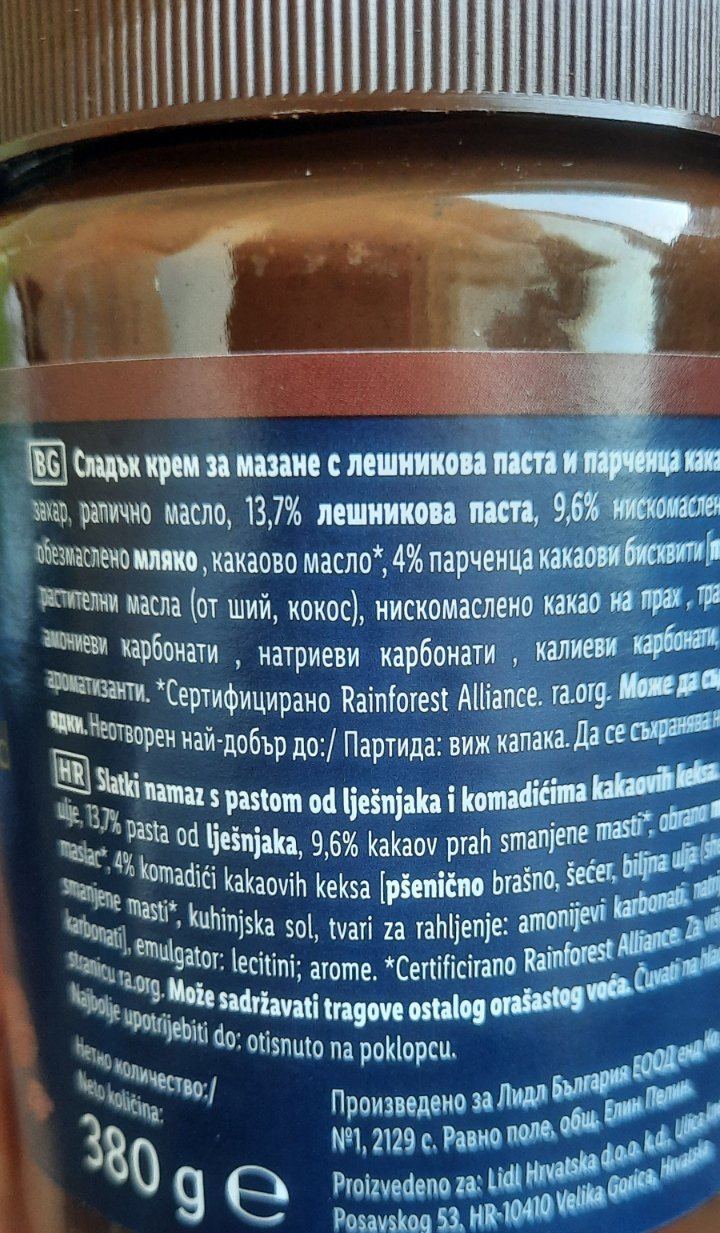 BG Сладък крем за мазане с лешникова паста и парченца
захар, рапично масло, 13,7% лешникова паста, 9,6%
обезмаслено мляко , какаово масло*, 4% парченца какаови бисквити
растителни масла (от ший, кокос), нискомаслено какао на прах ,
амониеви карбонати , натриеви карбонати , калиеви карбонати,
ароматизанти. *Сертифицирано Rainforest Alliance. ra.org. Може да
ядки. Неотворен най-добър до:/ Партида: виж капака. Да се съхранява
HR Slatki namaz s pastom od lješnjaka i komadićima kakaovih keksa.
ulje, 13,7% pasta od lješnjaka, 9,6% kakaov prah smanjene masti*, obrano
maslac*, 4% komadići kakaovih keksa [pšenično brašno, šećer, biljna ulja
smanjene masti*, kuhinjska sol, tvari za rahljenje: amonijevi karbonati,
karbonati], emulgator: lecitini; arome. *Certificirano Rainforest Alliance. Za
stranicu ra.org. Može sadržavati tragove ostalog orašastog voća. Čuvati na
Najbolje upotrijebiti do: otisnuto na poklopcu.
Нетно количество:/
Neto količina:
380 g e
Произведено за Лидл България ЕООД енд
№1, 2129 с. Равно поле, общ. Елин Пелин.
Proizvedeno za: Lidl Hrvatska d.o.o. k.d., Ulica
Posavskog 53, HR-10410 Velika Gorica, Hrvatska